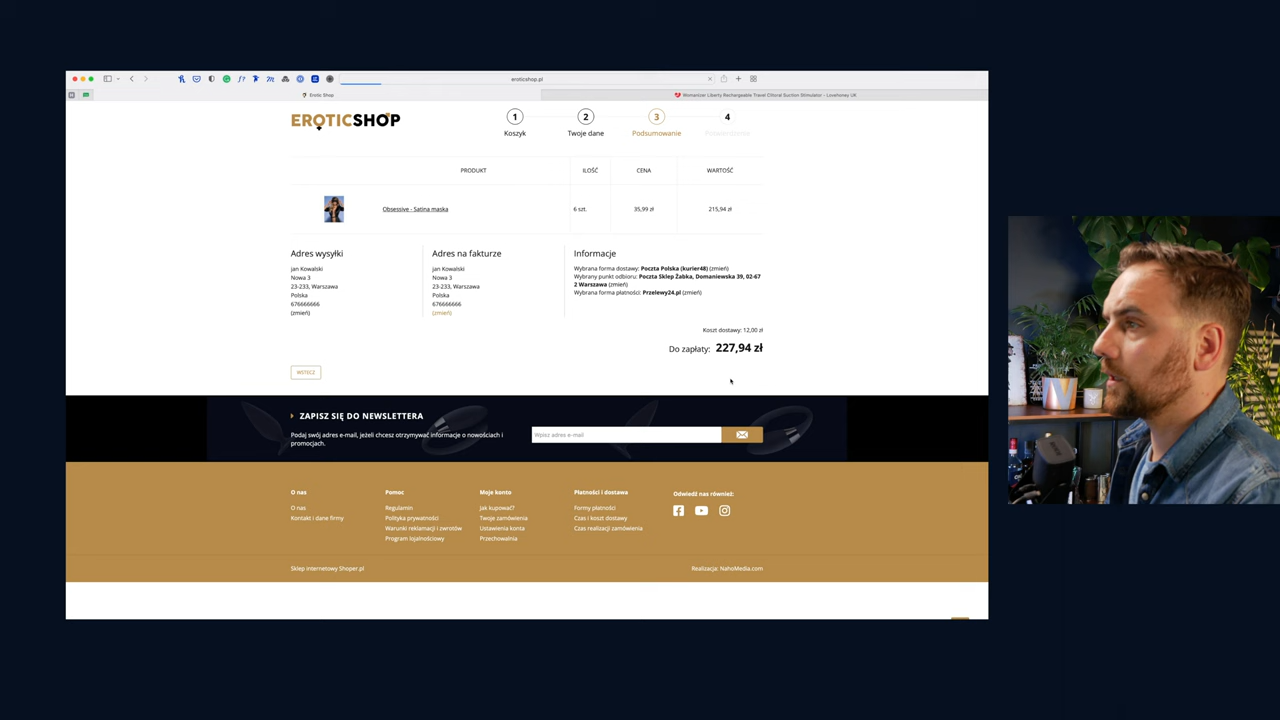 eroticshop.pl
Erotic Shop
Womanizer Liberty Rechargeable Travel Clitoral Suction Stimulator - Lovehoney UK
EROTICSHOP
1
2
3
4
Koszyk
Twoje dane
Podsumowanie
PRODUKT
ILOŚĆ
CENA
WARTOŚĆ
Obsessive - Satina maska
6 szt.
35,99 zł
215,94 zł
Adres wysyłki
jan Kowalski
Nowa 3
23-233, Warszawa
Polska
676666666
(zmień)
Adres na fakturze
jan Kowalski
Nowa 3
23-233, Warszawa
Polska
676666666
(zmień)
Informacje
Wybrana forma dostawy: Poczta Polska (kurier48) (zmień)
Wybrany punkt odbioru: Poczta Sklep Żabka, Domaniewska 39, 02-67
2 Warszawa (zmień)
Wybrana forma płatności: Przelewy24.pl (zmień)
Koszt dostawy: 12,00 zł
Do zapłaty: 227,94 zł
WSTECZ
ZAPISZ SIĘ DO NEWSLETTERA
Podaj swój adres e-mail, jeżeli chcesz otrzymywać informacje o nowościach i
promocjach.
Wpisz adres e-mail
O nas
O nas
Kontakt i dane firmy
Pomoc
Regulamin
Polityka prywatności
Warunki reklamacji i zwrotów
Program lojalnościowy
Moje konto
Jak kupować?
Twoje zamówienia
Ustawienia konta
Przechowalnia
Płatności i dostawa
Formy płatności
Czas i koszt dostawy
Czas realizacji zamówienia
Odwiedź nas również:
Sklep internetowy Shoper.pl
Realizacja: NahoMedia.com